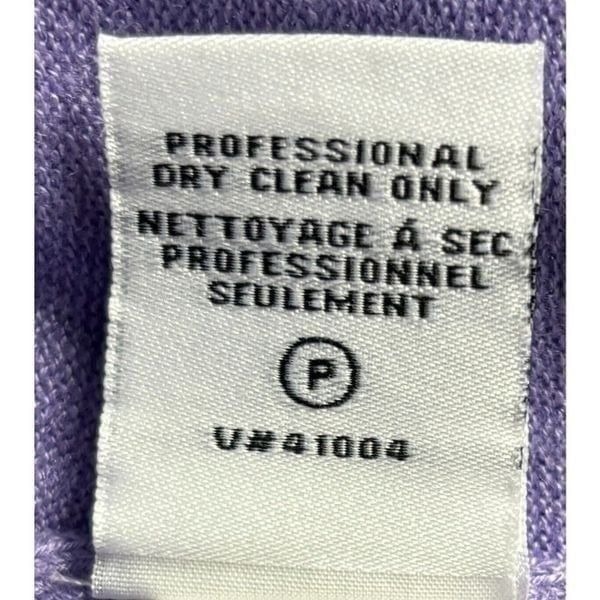 PROFESSIONAL
DRY CLEAN ONLY
NETTOYAGE Á SEC
PROFESSIONNEL
SEULEMENT
P
V#41004